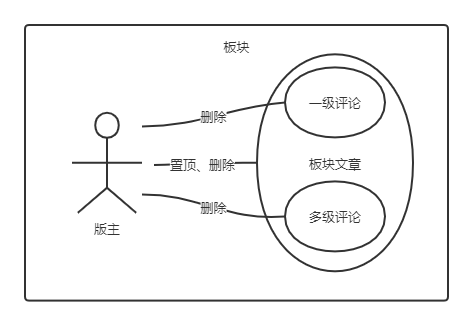 板块
删除
一级评论
置顶、删除
板块文章
删除
多级评论
版主